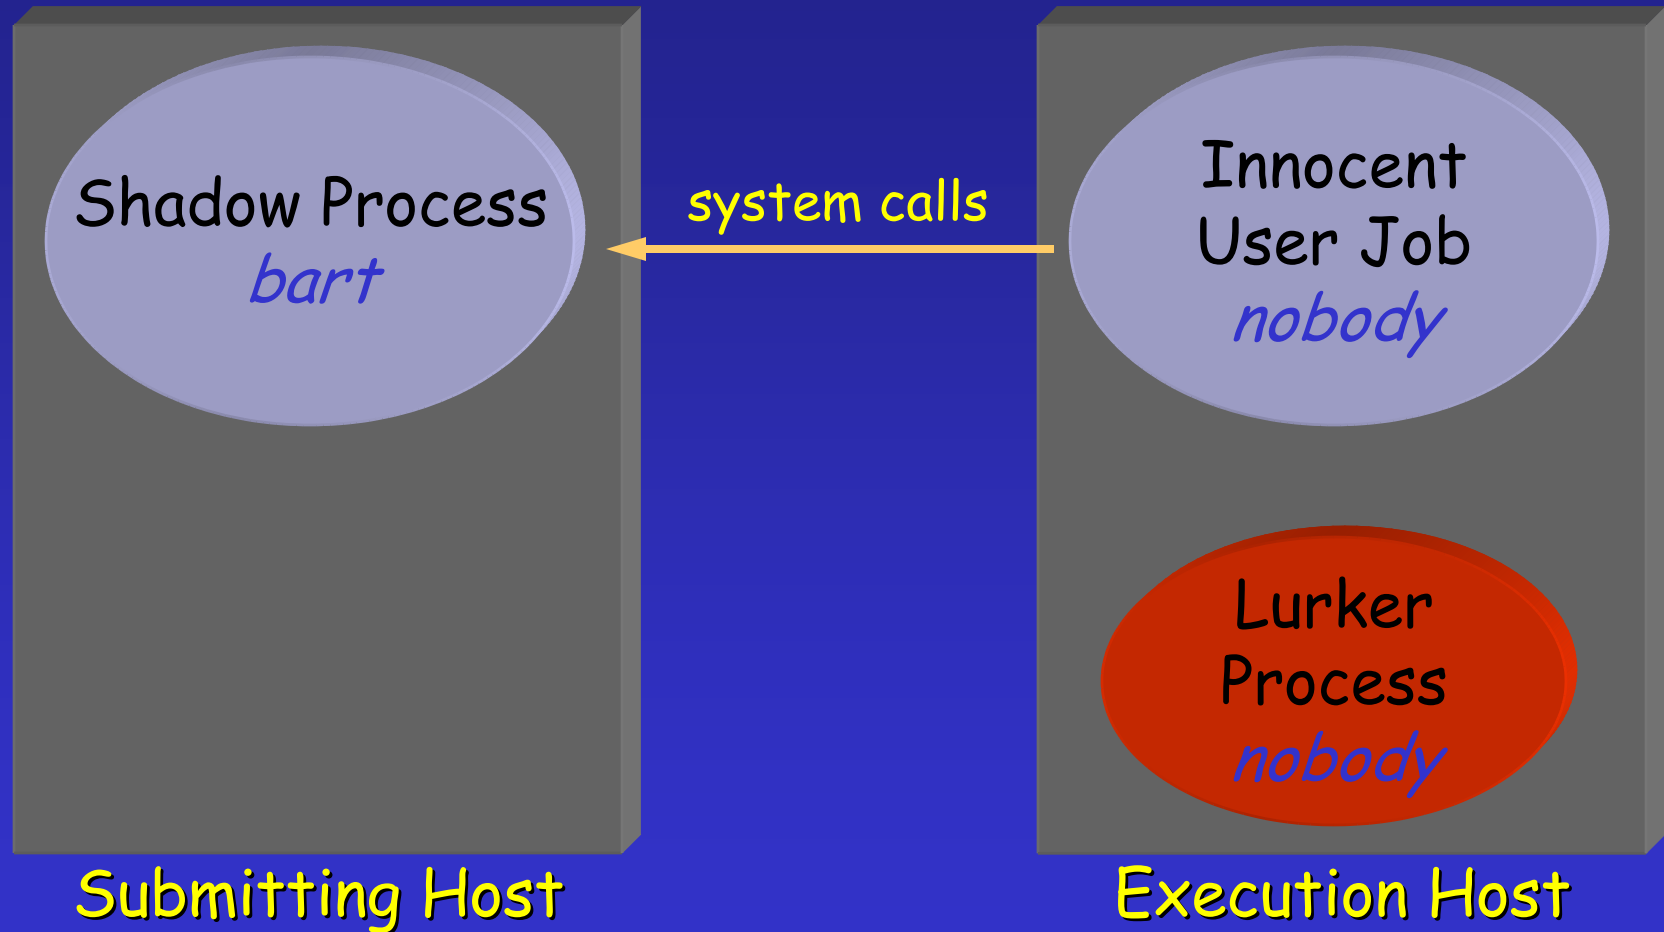 Shadow Process
bart
system calls
Innocent
User Job
nobody
Lurker
Process
nobody
Submitting Host
Execution Host